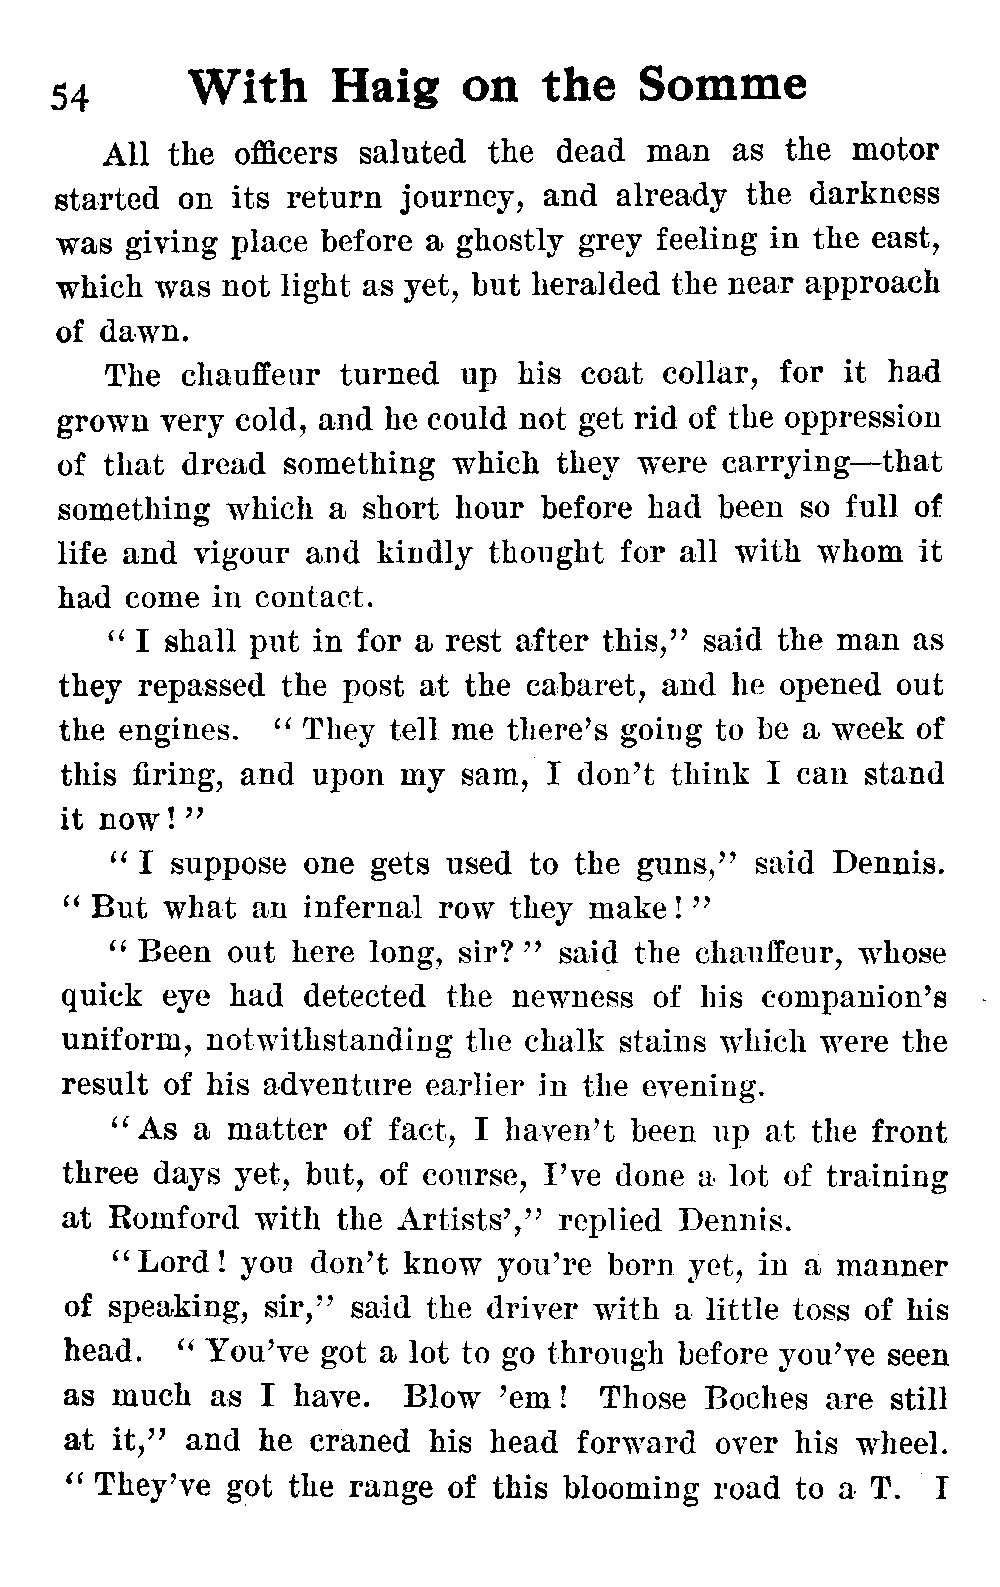 54 With Haig on the Somme
All the officers saluted the dead man as the motor
started on its return journey, and already the darkness
was giving place before a ghostly grey feeling in the east,
which was not light as yet, but heralded the near approach
of dawn.
The chauffeur turned up his coat collar, for it had
grown very cold, and he could not get rid of the oppression
of that dread something which they were carrying—that
something which a short hour before had been so full of
life and vigour and kindly thought for all with whom it
had come in contact.
“ I shall put in for a rest after this,” said the man as
they repassed the post at the cabaret, and he opened out
the engines. “ They tell me there’s going to be a week of
this firing, and upon my sam, I don’t think I can stand
it now! ”
“ I suppose one gets used to the guns,” said Dennis.
“ But what an infernal row they make! ”
“ Been out here long, sir? ” said the chauffeur, whose
quick eye had detected the newness of his companion’s
uniform, notwithstanding the chalk stains which were the
result of his adventure earlier in the evening.
“ As a matter of fact, I haven’t been up at the front
three days yet, but, of course, I’ve done a lot of training
at Romford with the Artists’,” replied Dennis.
“ Lord! you don’t know you’re born yet, in a manner
of speaking, sir,” said the driver with a little toss of his
head. “ You’ve got a lot to go through before you’ve seen
as much as I have. Blow ’em! Those Boches are still
at it,” and he craned his head forward over his wheel.
“ They’ve got the range of this blooming road to a T. I